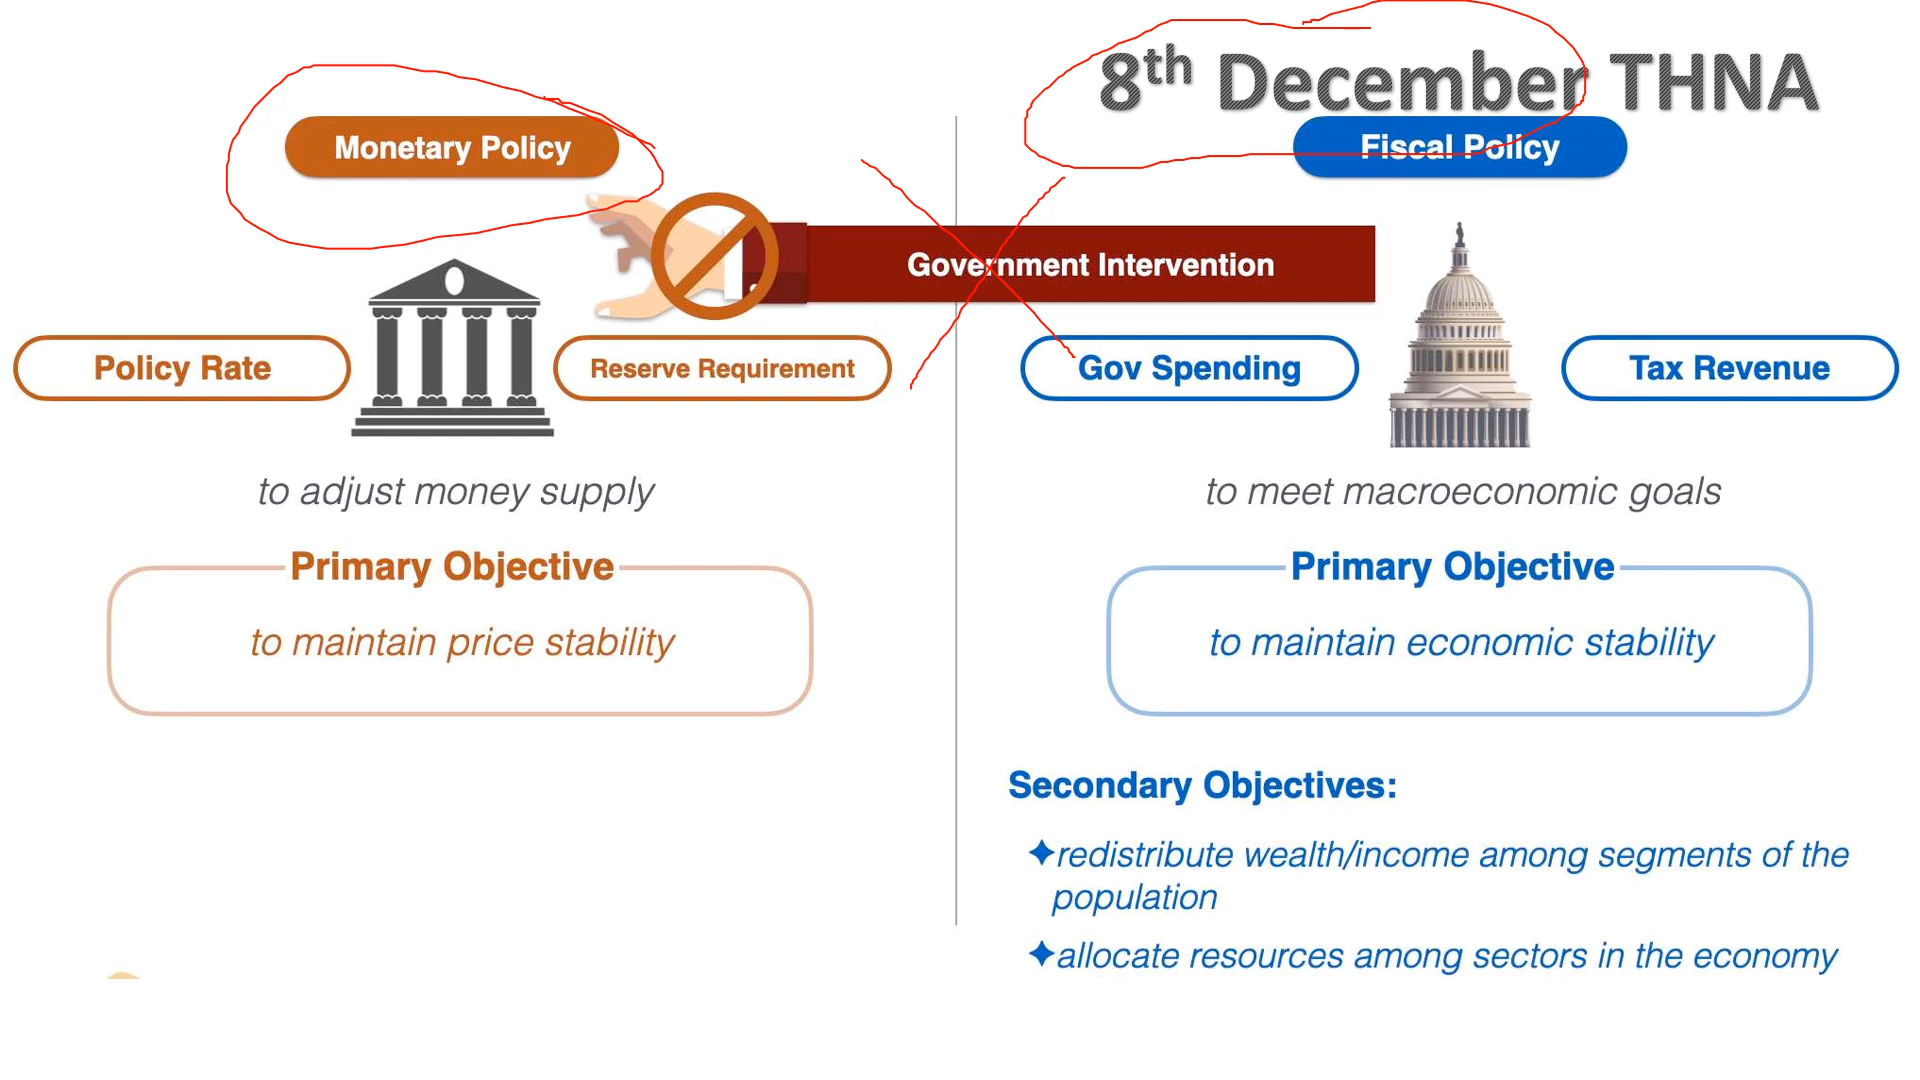 8th December THNA
Monetary Policy
Fiscal Policy
Government Intervention
Policy Rate
Reserve Requirement
Gov Spending
Tax Revenue
to adjust money supply
to meet macroeconomic goals
Primary Objective
to maintain price stability
Primary Objective
to maintain economic stability
Secondary Objectives:
✦redistribute wealth/income among segments of the
population
✦allocate resources among sectors in the economy